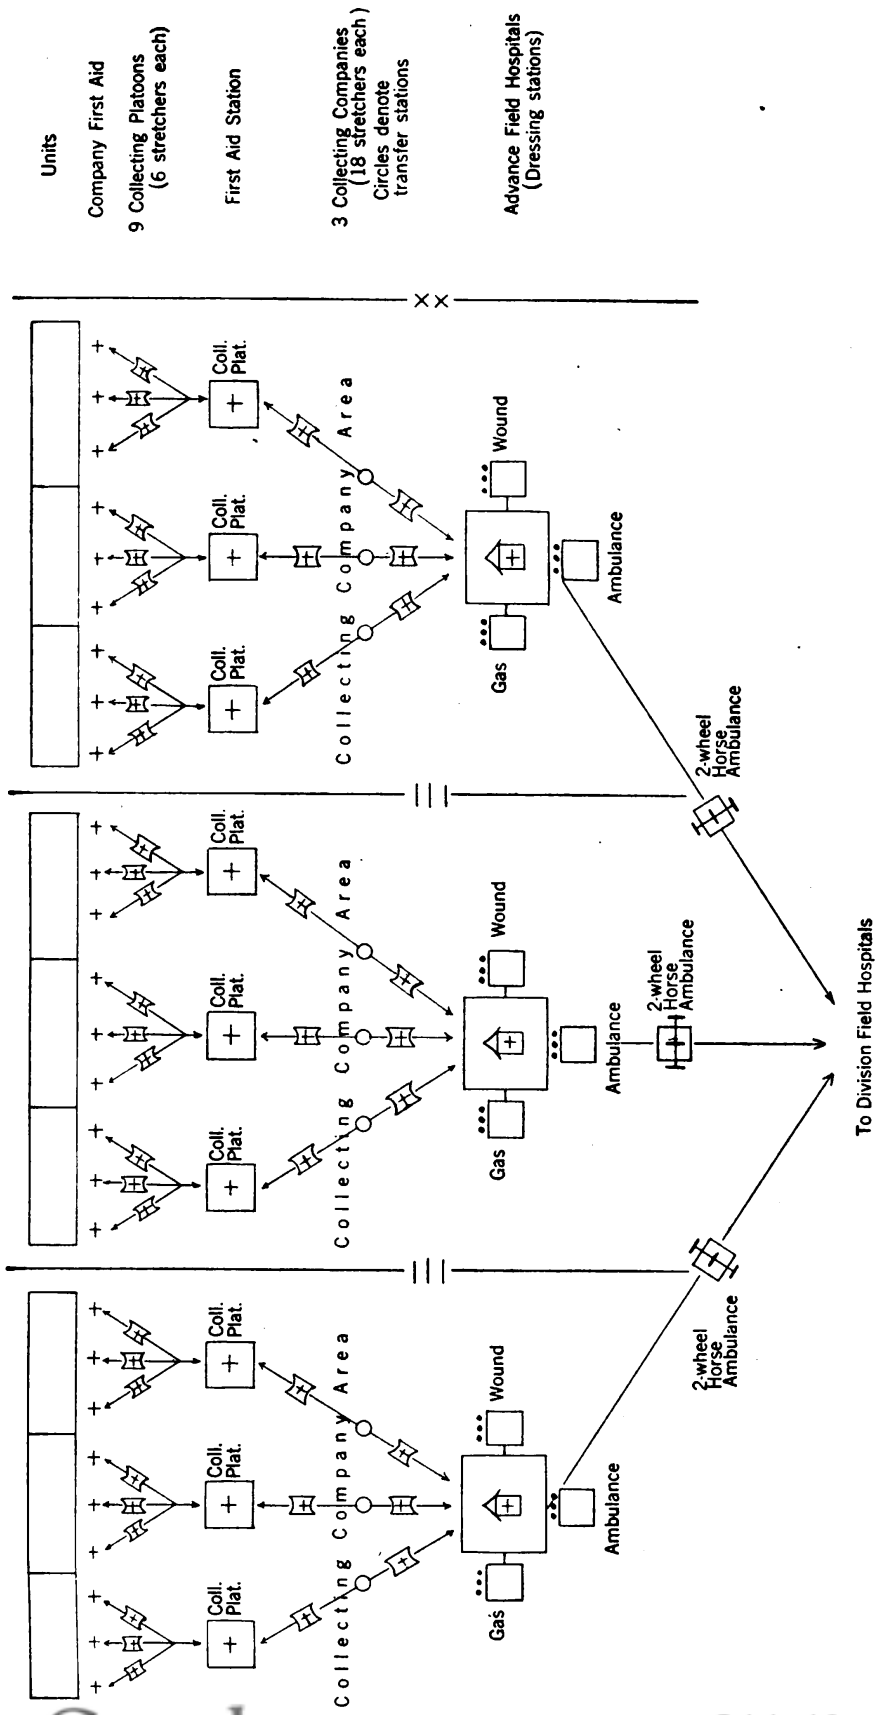 Units
Company First Aid
9 Collecting Platoons
(6 stretchers each)
First Aid Station
3 Collecting Companies
(18 stretchers each)
Circles denote
transfer stations
Advance Field Hospitals
(Dressing stations)
Coll.
Plat.
Coll.
Plat.
Coll.
Plat.
Collecting Company Area
Gas
Wound
Ambulance
2-wheel
Horse
Ambulance
Coll.
Plat.
Coll.
Plat.
Coll.
Plat.
Collecting Company Area
Gas
Wound
Ambulance
2-wheel
Horse
Ambulance
Coll.
Plat.
Coll.
Plat.
Coll.
Plat.
Collecting Company Area
Gas
Wound
Ambulance
2-wheel
Horse
Ambulance
To Division Field Hospitals